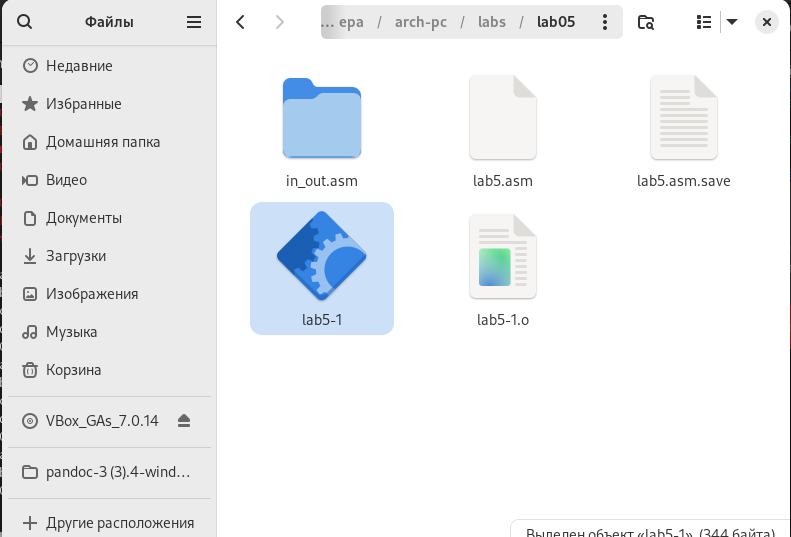 Файлы
... ера / arch-pc / labs / lab05
Недавние
Избранные
Домашняя папка
Видео
Документы
Загрузки
Изображения
Музыка
Корзина
VBox_GAs_7.0.14
pandoc-3 (3).4-wind...
Другие расположения
in_out.asm
lab5.asm
lab5.asm.save
lab5-1
lab5-1.o
Выделен объект «lab5-1» (344 байта)